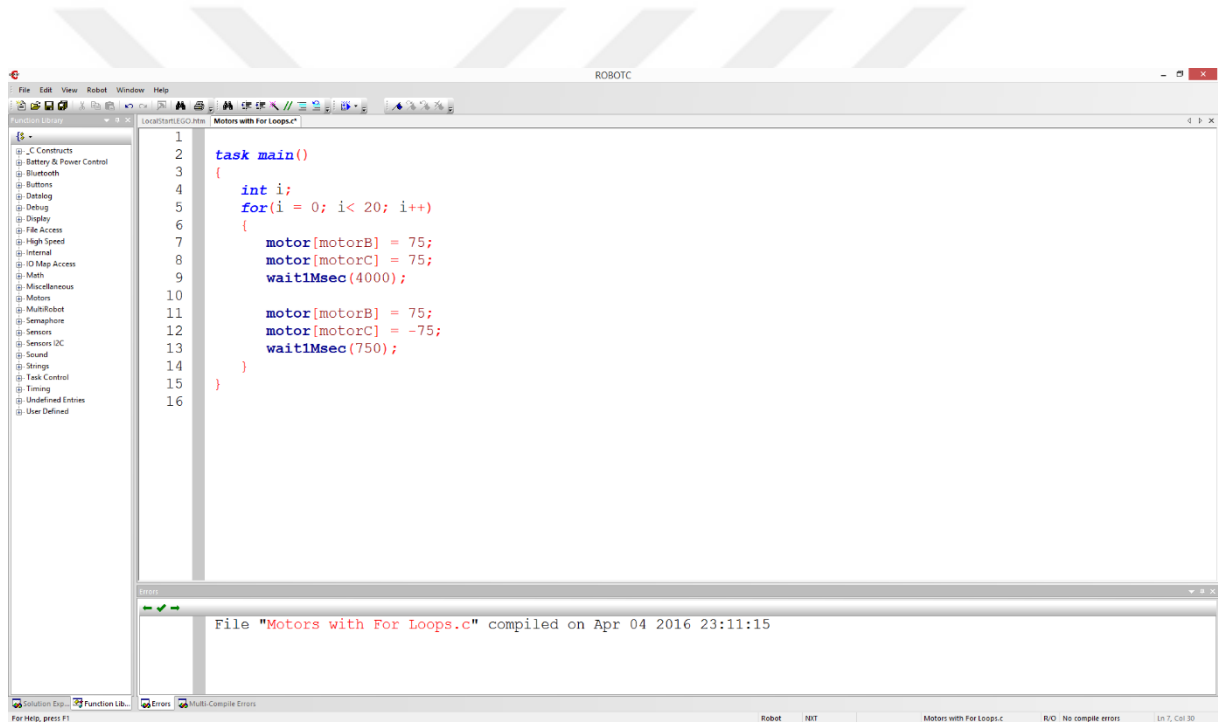 ROBOTC
File Edit View Robot Window Help
Function Library
LocalStartLEGO.htm Motors with For Loops.c*
_C Constructs
Battery & Power Control
Bluetooth
Buttons
Datalog
Debug
Display
File Access
High Speed
Internal
IO Map Access
Math
Miscellaneous
Motors
MultiRobot
Semaphore
Sensors
Sensors I2C
Sound
Strings
Task Control
Timing
Undefined Entries
User Defined
1
2 task main()
3 {
4 int i;
5 for(i = 0; i< 20; i++)
6 {
7 motor[motorB] = 75;
8 motor[motorC] = 75;
9 wait1Msec(4000);
10
11 motor[motorB] = 75;
12 motor[motorC] = -75;
13 wait1Msec(750);
14 }
15 }
16
Errors
File "Motors with For Loops.c" compiled on Apr 04 2016 23:11:15
Solution Exp... Function Lib... Errors Multi-Compile Errors
For Help, press F1 Robot NXT Motors with For Loops.c R/O No compile errors Ln 7, Col 30